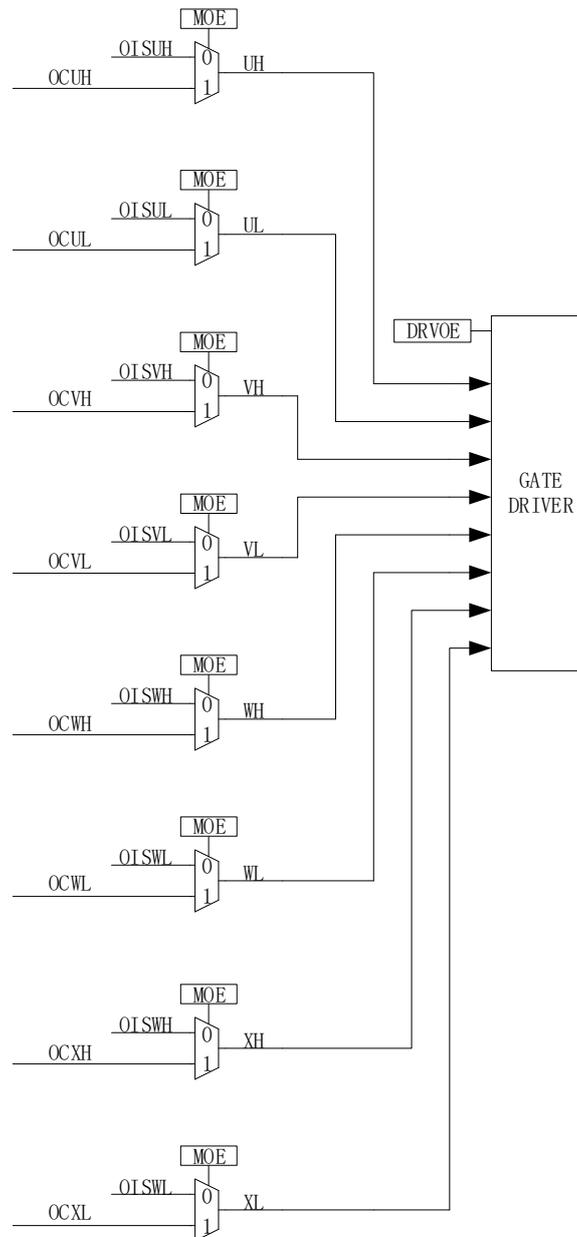 MOE
OISUH
0
OCUH
UH
1
MOE
OISUL
0
OCUL
UL
1
MOE
DRVOE
OISVH
0
OCVH
VH
1
GATE
DRIVER
MOE
OISVL
0
OCVL
VL
1
MOE
OISWH
0
OCWH
WH
1
MOE
OISWL
0
OCWL
WL
1
MOE
OISWH
0
OCXH
XH
1
MOE
OISWL
0
OCXL
XL
1